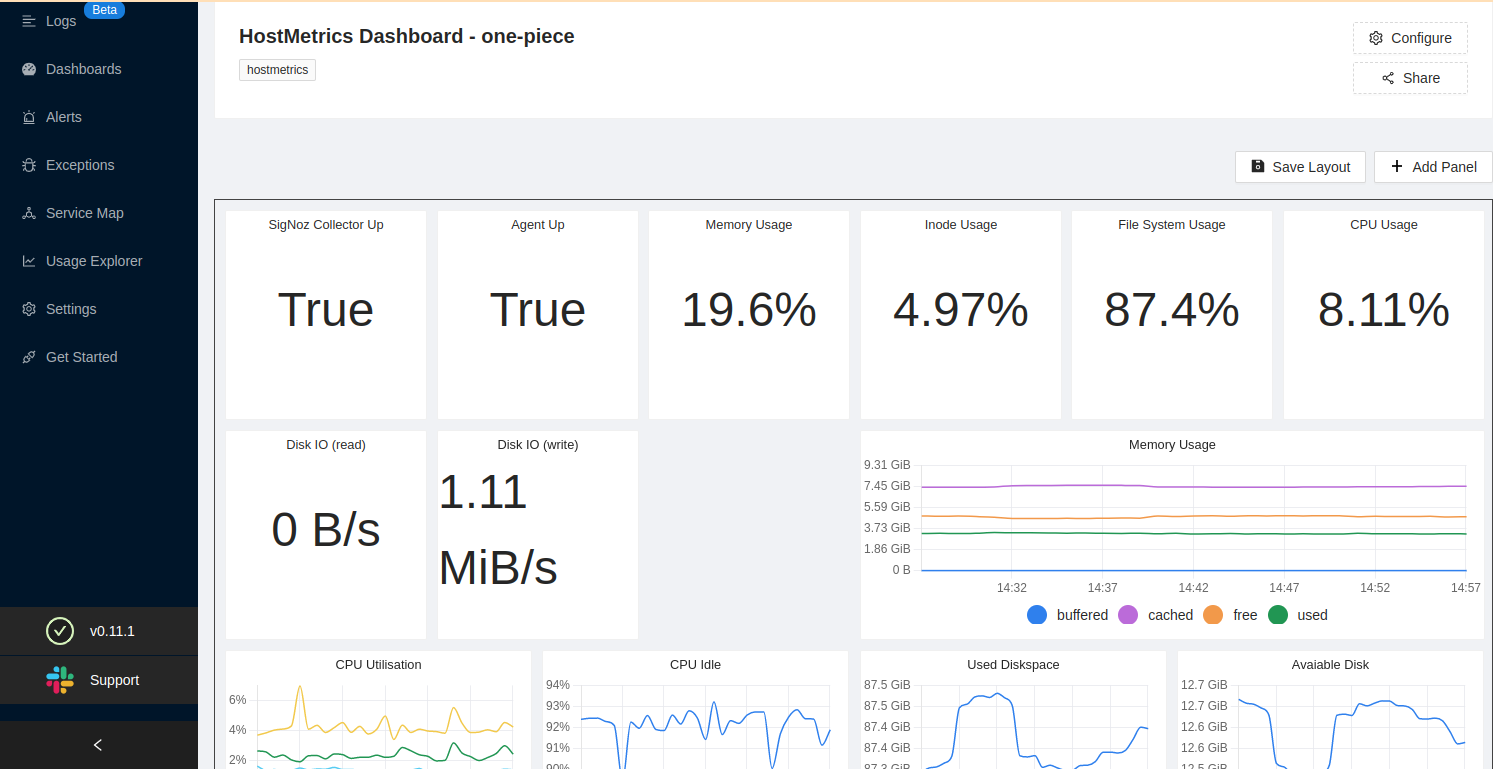 Logs
Beta
Dashboards
Alerts
Exceptions
Service Map
Usage Explorer
Settings
Get Started
v0.11.1
Support
HostMetrics Dashboard - one-piece
hostmetrics
Configure
Share
Save Layout
Add Panel
SigNoz Collector Up
True
Agent Up
True
Memory Usage
19.6%
Inode Usage
4.97%
File System Usage
87.4%
CPU Usage
8.11%
Disk IO (read)
0 B/s
Disk IO (write)
1.11
MiB/s
Memory Usage
9.31 GiB
7.45 GiB
5.59 GiB
3.73 GiB
1.86 GiB
0 B
14:32 14:37 14:42 14:47 14:52 14:57
buffered cached free used
CPU Utilisation
6%
4%
2%
CPU Idle
94%
93%
92%
91%
90%
Used Diskspace
87.5 GiB
87.5 GiB
87.4 GiB
87.4 GiB
87.3 GiB
Avaiable Disk
12.7 GiB
12.7 GiB
12.6 GiB
12.6 GiB
12.5 GiB